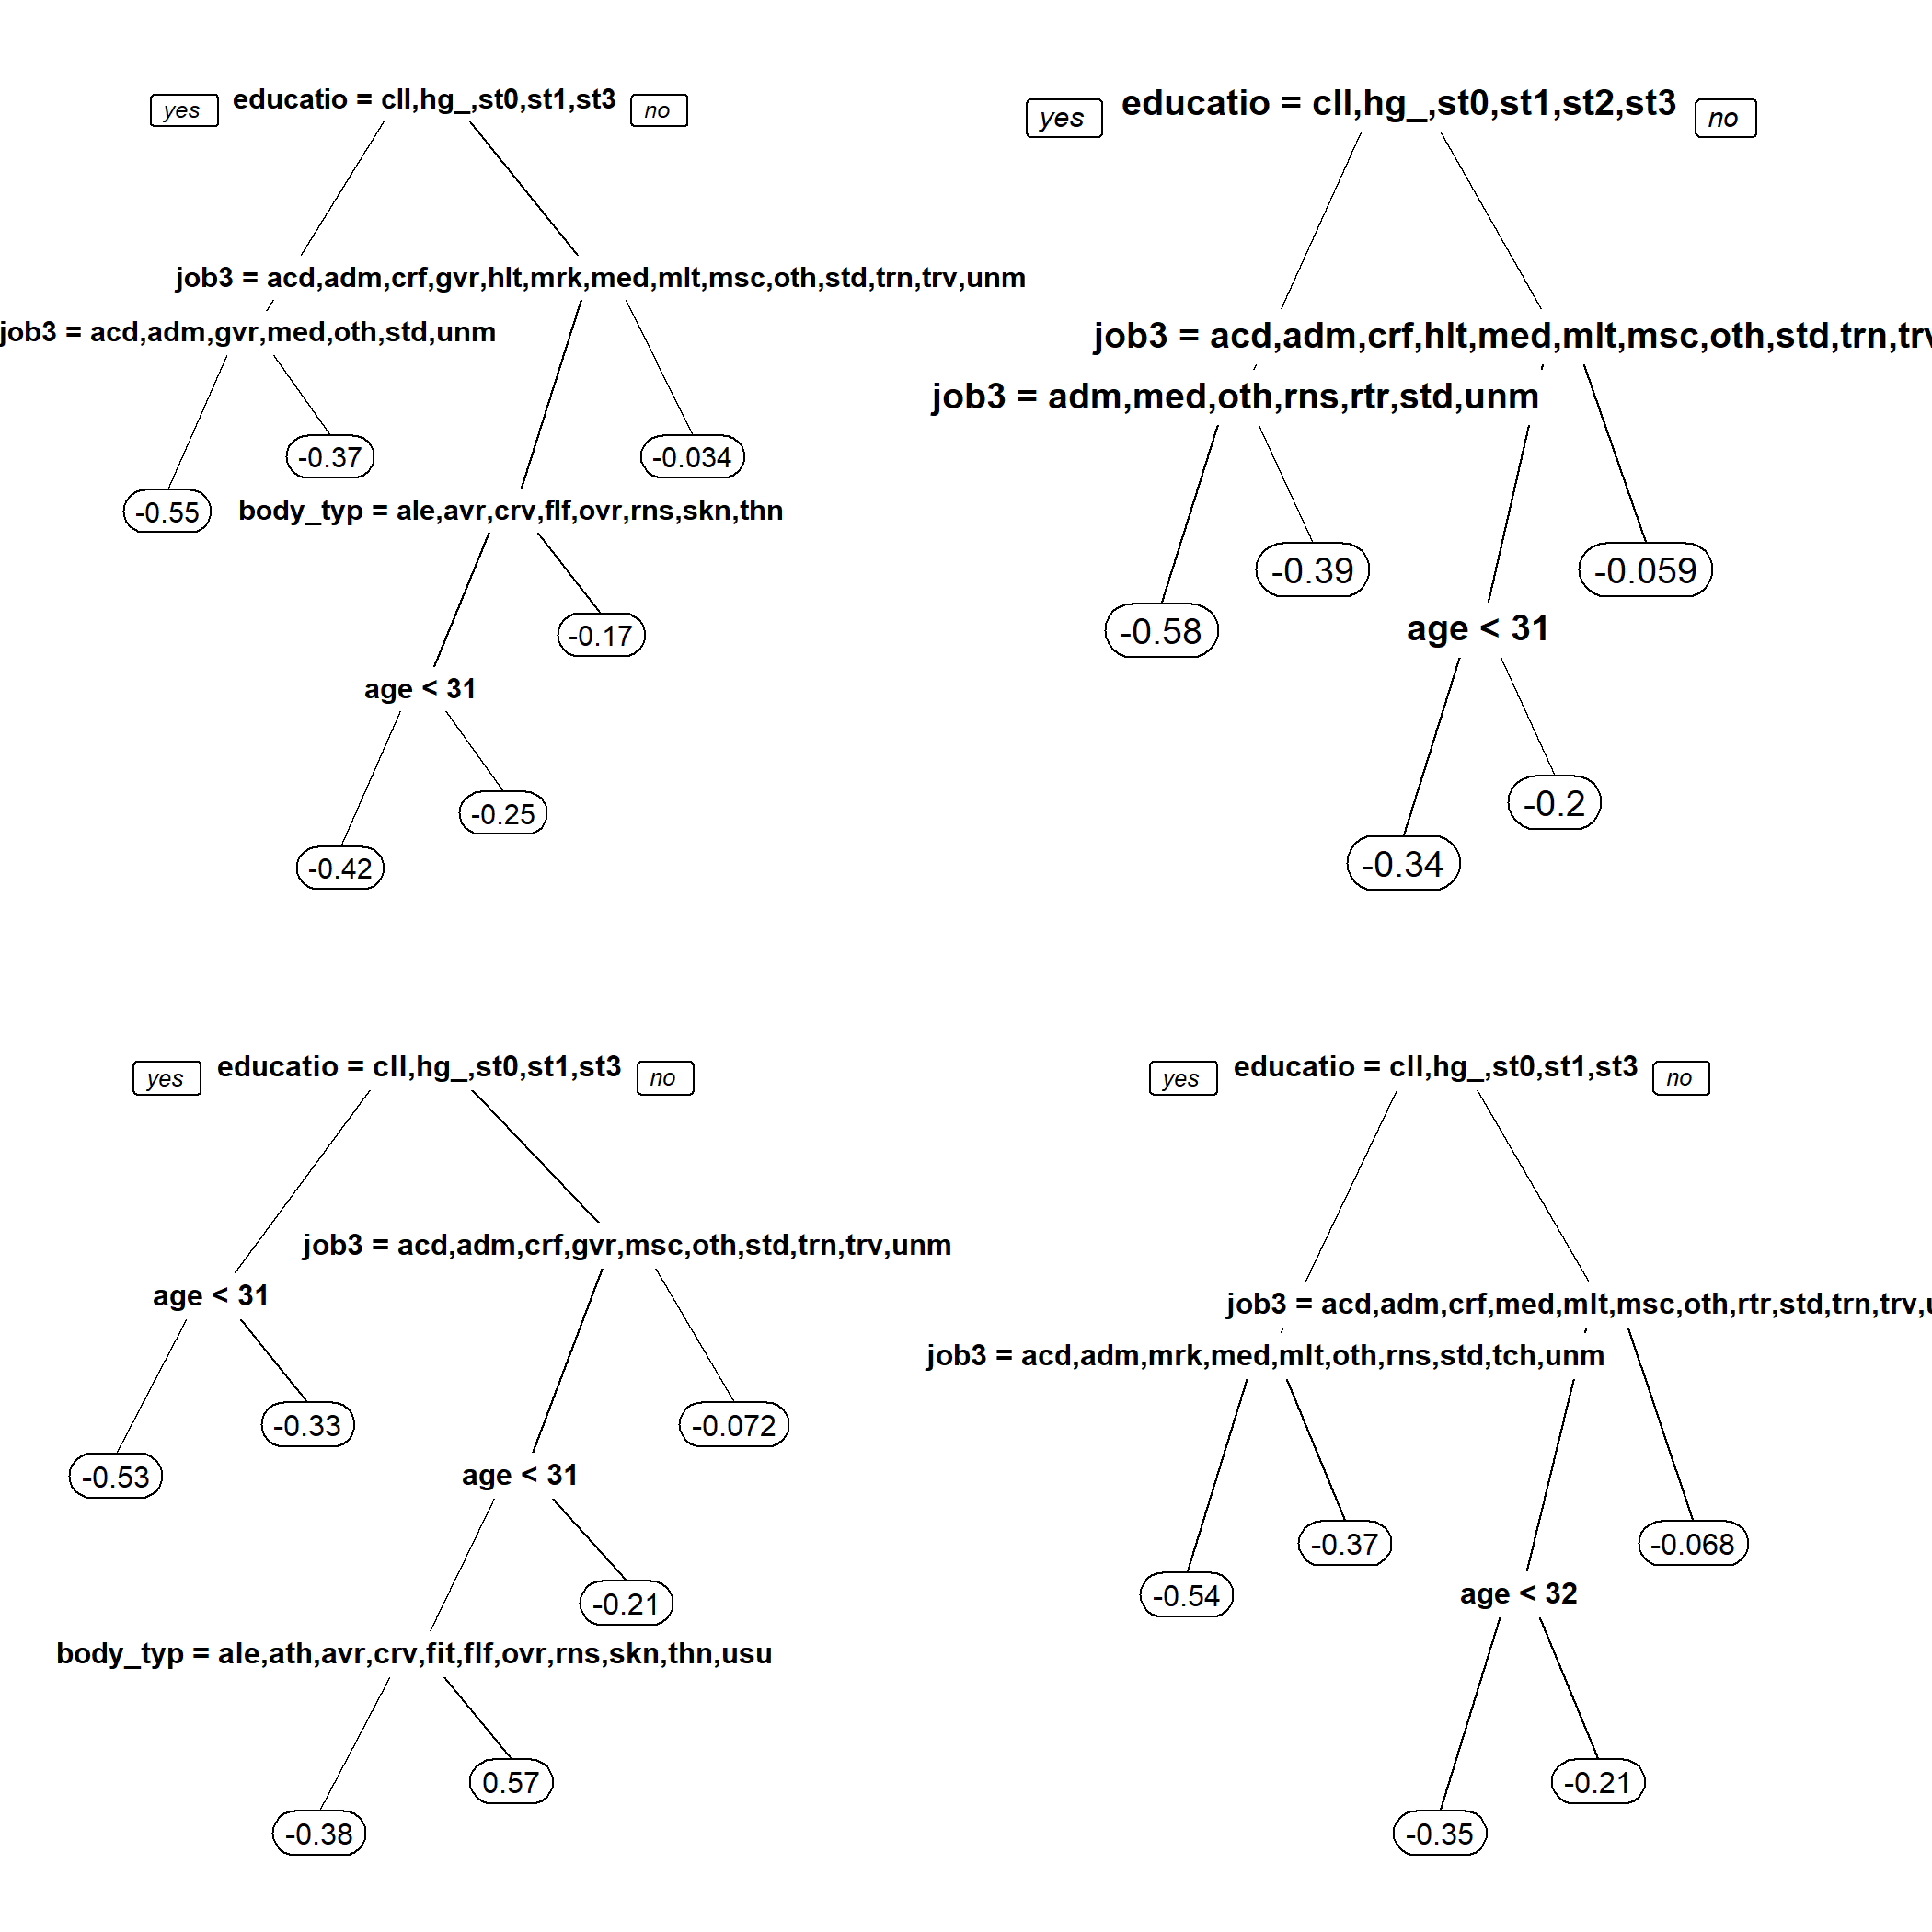 yes educatio = cll,hg_,st0,st1,st3 no
job3 = acd,adm,crf,gvr,hlt,mrk,med,mlt,msc,oth,std,trn,trv,unm
job3 = acd,adm,gvr,med,oth,std,unm
-0.37
-0.034
-0.55
body_typ = ale,avr,crv,flf,ovr,rns,skn,thn
-0.17
age < 31
-0.25
-0.42
yes educatio = cll,hg_,st0,st1,st2,st3 no
job3 = acd,adm,crf,hlt,med,mlt,msc,oth,std,trn,trv
job3 = adm,med,oth,rns,rtr,std,unm
-0.39
-0.059
-0.58
age < 31
-0.2
-0.34
yes educatio = cll,hg_,st0,st1,st3 no
job3 = acd,adm,crf,gvr,msc,oth,std,trn,trv,unm
age < 31
-0.33
-0.072
-0.53
age < 31
-0.21
body_typ = ale,ath,avr,crv,fit,flf,ovr,rns,skn,thn,usu
0.57
-0.38
yes educatio = cll,hg_,st0,st1,st3 no
job3 = acd,adm,crf,med,mlt,msc,oth,rtr,std,trn,trv,
job3 = acd,adm,mrk,med,mlt,oth,rns,std,tch,unm
-0.37
-0.068
-0.54
age < 32
-0.21
-0.35